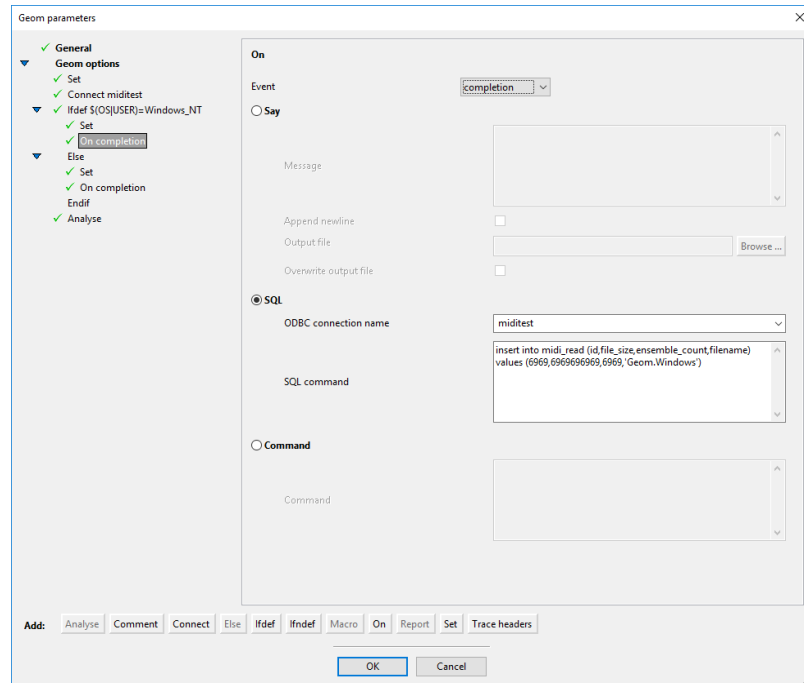 Geom parameters
General
Geom options
Set
Connect miditest
Ifdef $(OS|USER)=Windows_NT
Set
On completion
Else
Set
On completion
Endif
Analyse
On
Event
completion
Say
Message
Append newline
Output file
Browse ...
Overwrite output file
SQL
ODBC connection name
miditest
SQL command
insert into midi_read (id,file_size,ensemble_count,filename)
values (6969,6969696969,6969,'Geom.Windows')
Command
Command
Add:
Analyse
Comment
Connect
Else
Ifdef
Ifndef
Macro
On
Report
Set
Trace headers
OK
Cancel